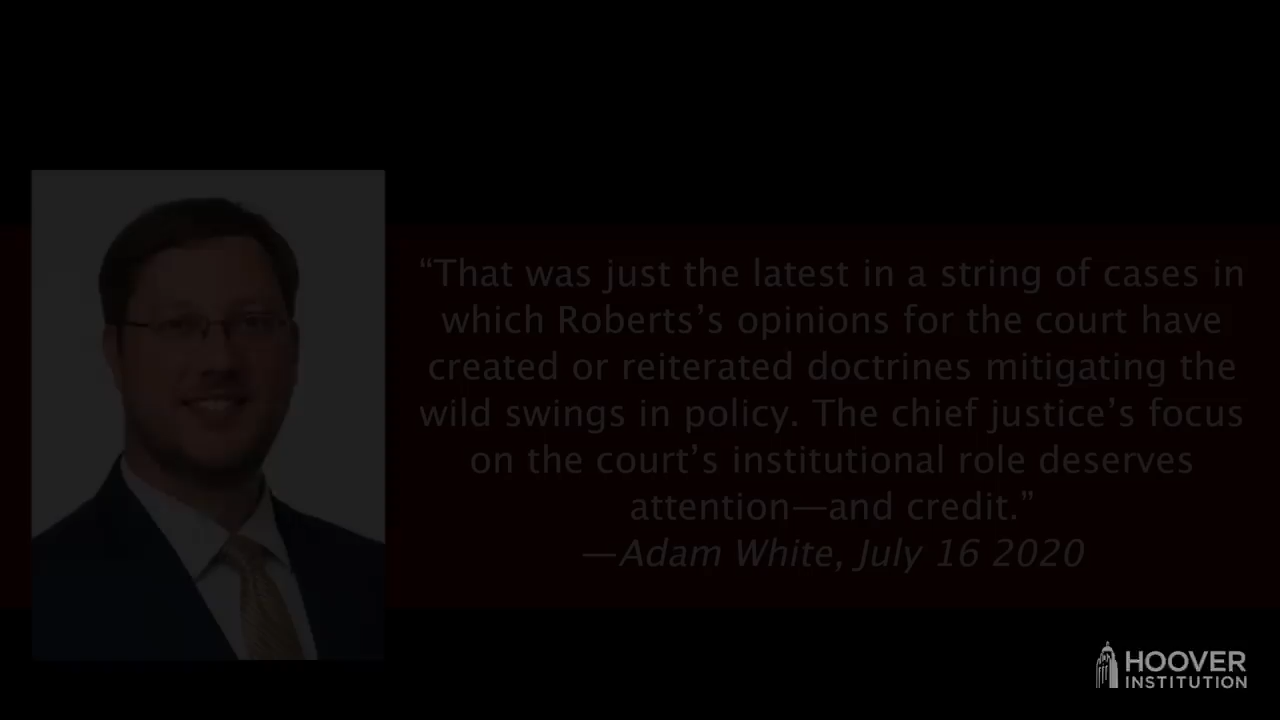 “That was just the latest in a string of cases in
which Roberts’s opinions for the court have
created or reiterated doctrines mitigating the
wild swings in policy. The chief justice’s focus
on the court’s institutional role deserves
attention—and credit.”
—Adam White, July 16 2020
HOOVER
INSTITUTION